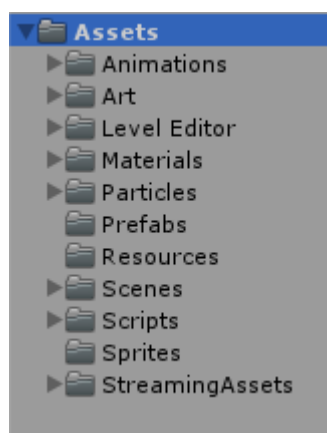 Assets
Animations
Art
Level Editor
Materials
Particles
Prefabs
Resources
Scenes
Scripts
Sprites
StreamingAssets